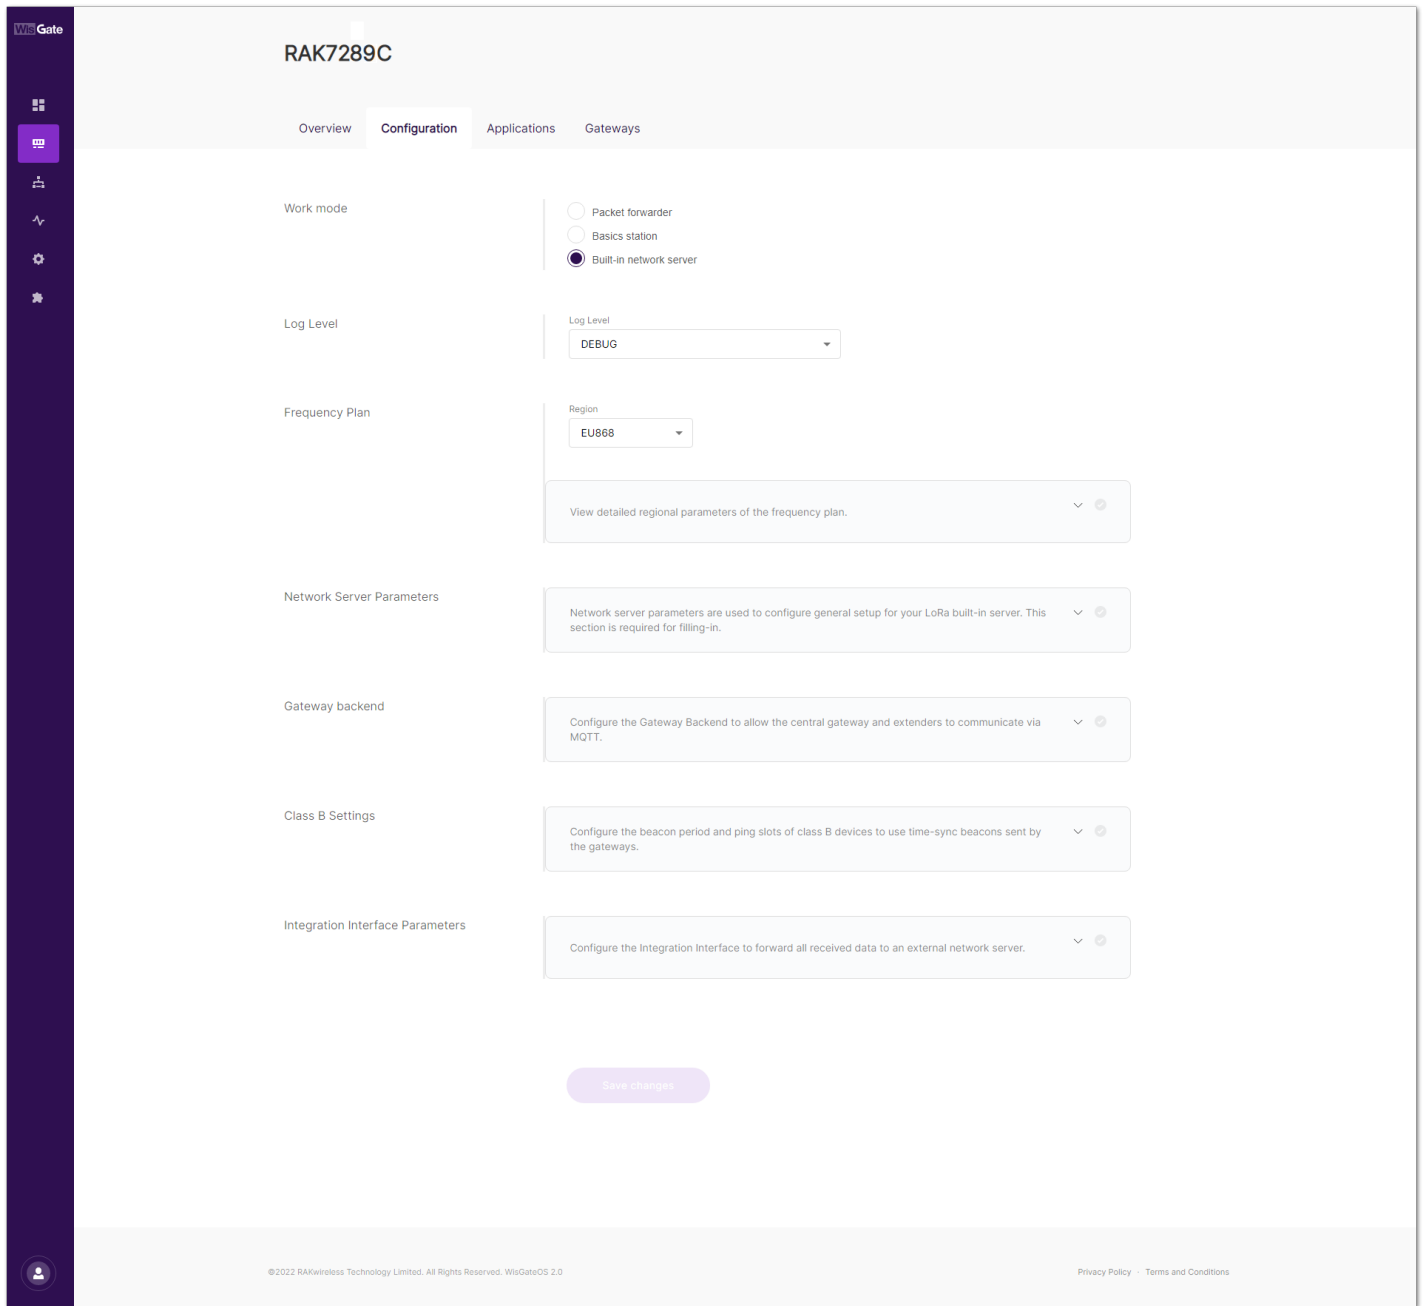 WisGate
RAK7289C
Overview Configuration Applications Gateways
Work mode
Packet forwarder
Basics station
Built-in network server
Log Level
Log Level
DEBUG
Frequency Plan
Region
EU868
View detailed regional parameters of the frequency plan.
Network Server Parameters
Network server parameters are used to configure general setup for your LoRa built-in server. This
section is required for filling-in.
Gateway backend
Configure the Gateway Backend to allow the central gateway and extenders to communicate via
MQTT.
Class B Settings
Configure the beacon period and ping slots of class B devices to use time-sync beacons sent by
the gateways.
Integration Interface Parameters
Configure the Integration Interface to forward all received data to an external network server.
Save changes
©2022 RAKwireless Technology Limited. All Rights Reserved. WisGateOS 2.0
Privacy Policy · Terms and Conditions